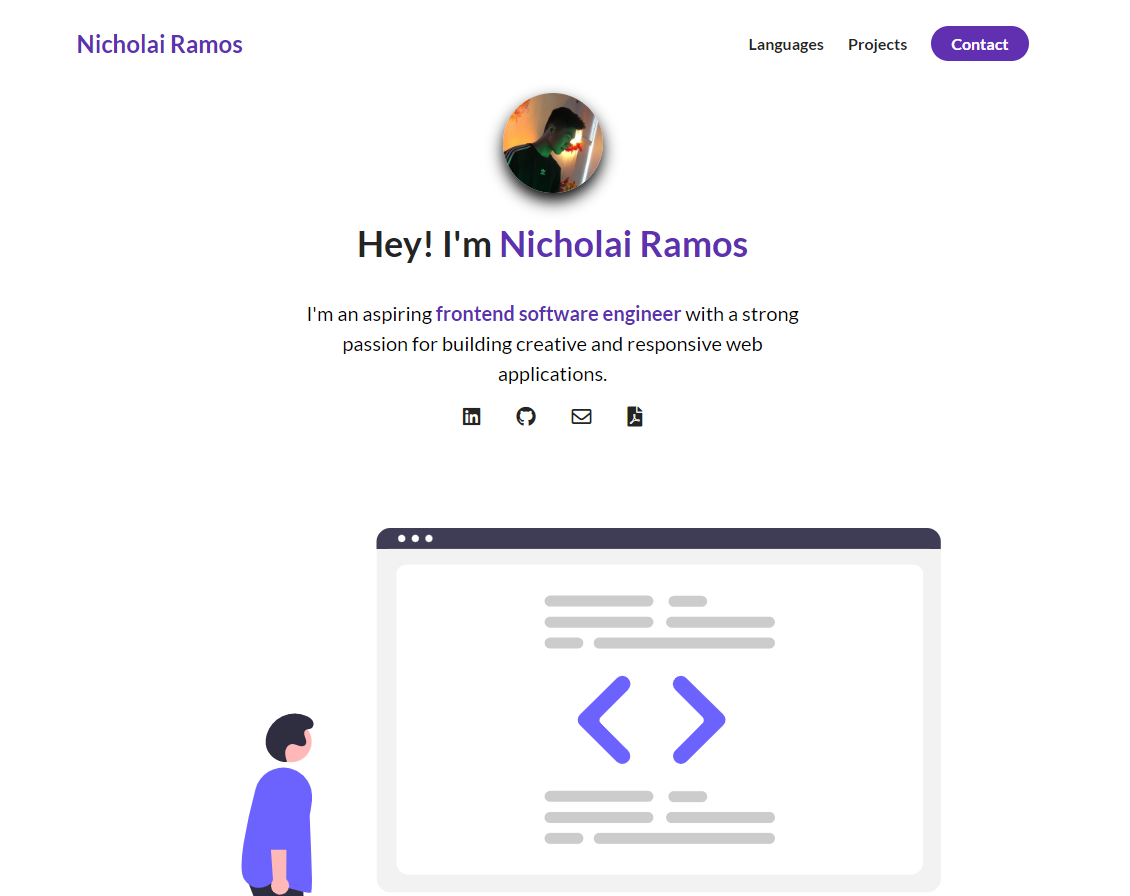 Nicholai Ramos
Languages Projects Contact
Hey! I'm Nicholai Ramos
I'm an aspiring frontend software engineer with a strong
passion for building creative and responsive web
applications.
in